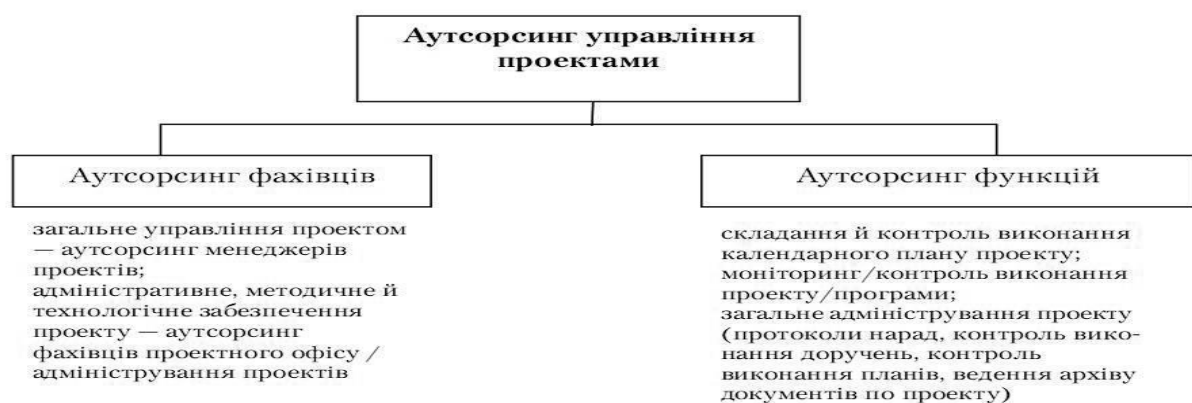 Аутсорсинг управління
проектами
Аутсорсинг фахівців
загальне управління проектом
— аутсорсинг менеджерів
проектів;
адміністративне, методичне й
технологічне забезпечення
проекту — аутсорсинг
фахівців проектного офісу /
адміністрування проектів
Аутсорсинг функцій
складання й контроль виконання
календарного плану проекту;
моніторинг/контроль виконання
проекту/програми;
загальне адміністрування проекту
(протоколи нарад, контроль вико-
нання доручень, контроль
виконання планів, ведення архіву
документів по проекту)